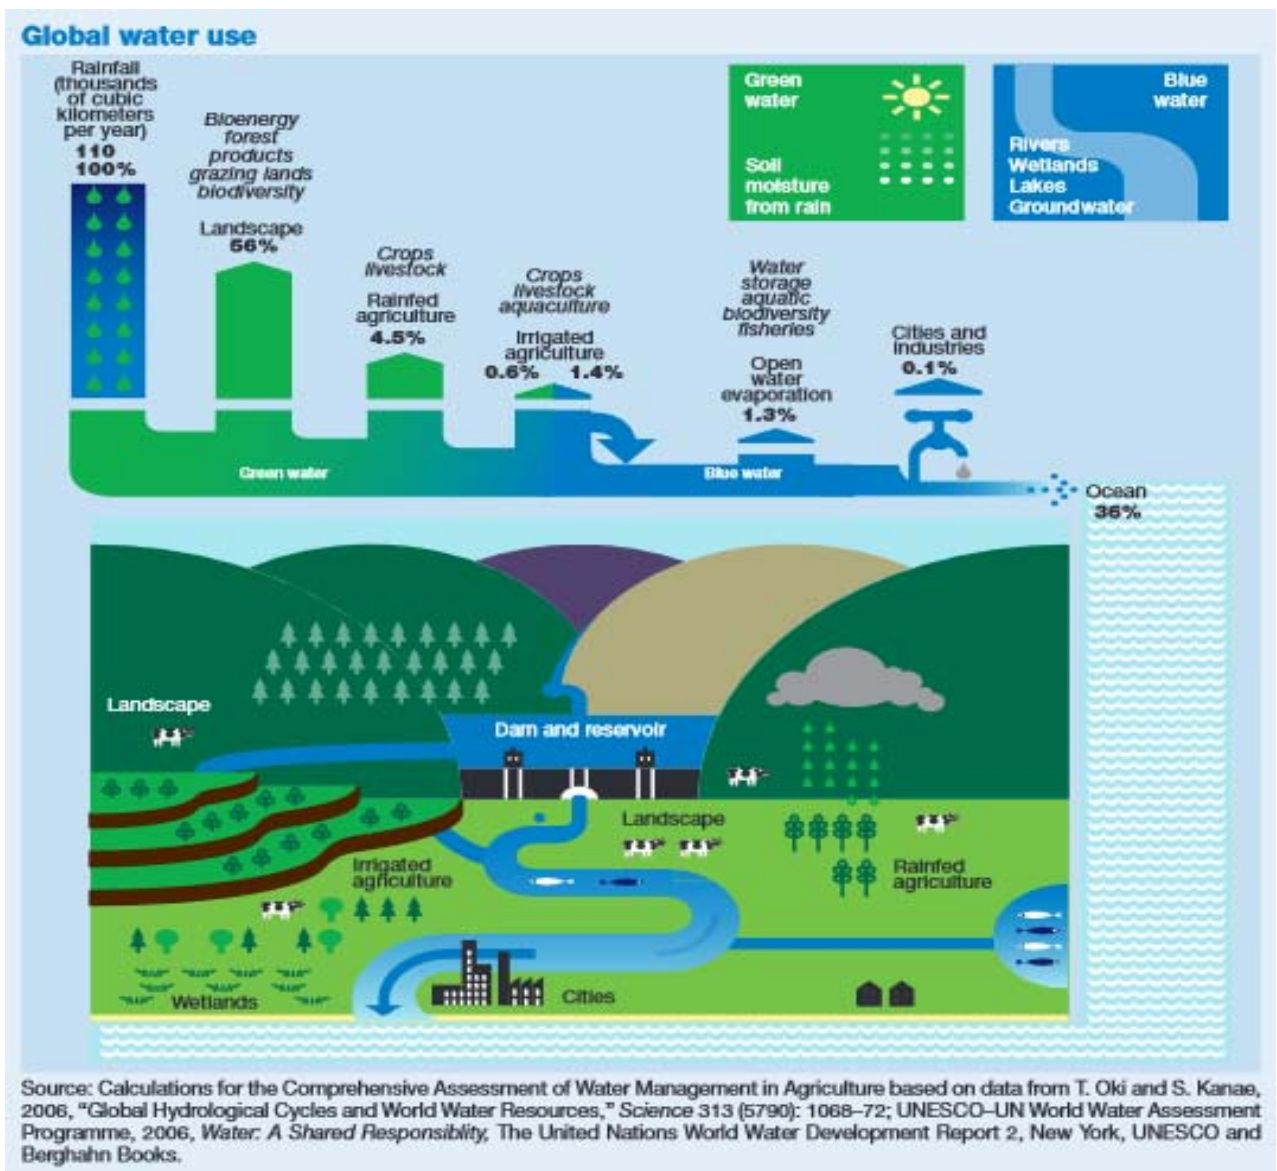 Global water use
Rainfall
(thousands
of cubic
kilometers
per year)
110
100%
Bioenergy
forest
products
grazing lands
biodiversity
Landscape
56%
Crops
livestock
Rainfed
agriculture
4.5%
Crops
livestock
aquaculture
Irrigated
agriculture
0.6% 1.4%
Green
water
Soil
moisture
from rain
Blue
water
Rivers
Wetlands
Lakes
Groundwater
Water
storage
aquatic
biodiversity
fisheries
Open
water
evaporation
1.3%
Cities and
industries
0.1%
Green water
Blue water
Ocean
36%
Landscape
Dam and reservoir
Landscape
Irrigated
agriculture
Rainfed
agriculture
Wetlands
Cities
Source: Calculations for the Comprehensive Assessment of Water Management in Agriculture based on data from T. Oki and S. Kanae,
2006, “Global Hydrological Cycles and World Water Resources,” Science 313 (5790): 1068–72; UNESCO–UN World Water Assessment
Programme, 2006, Water: A Shared Responsiblity, The United Nations World Water Development Report 2, New York, UNESCO and
Berghahn Books.